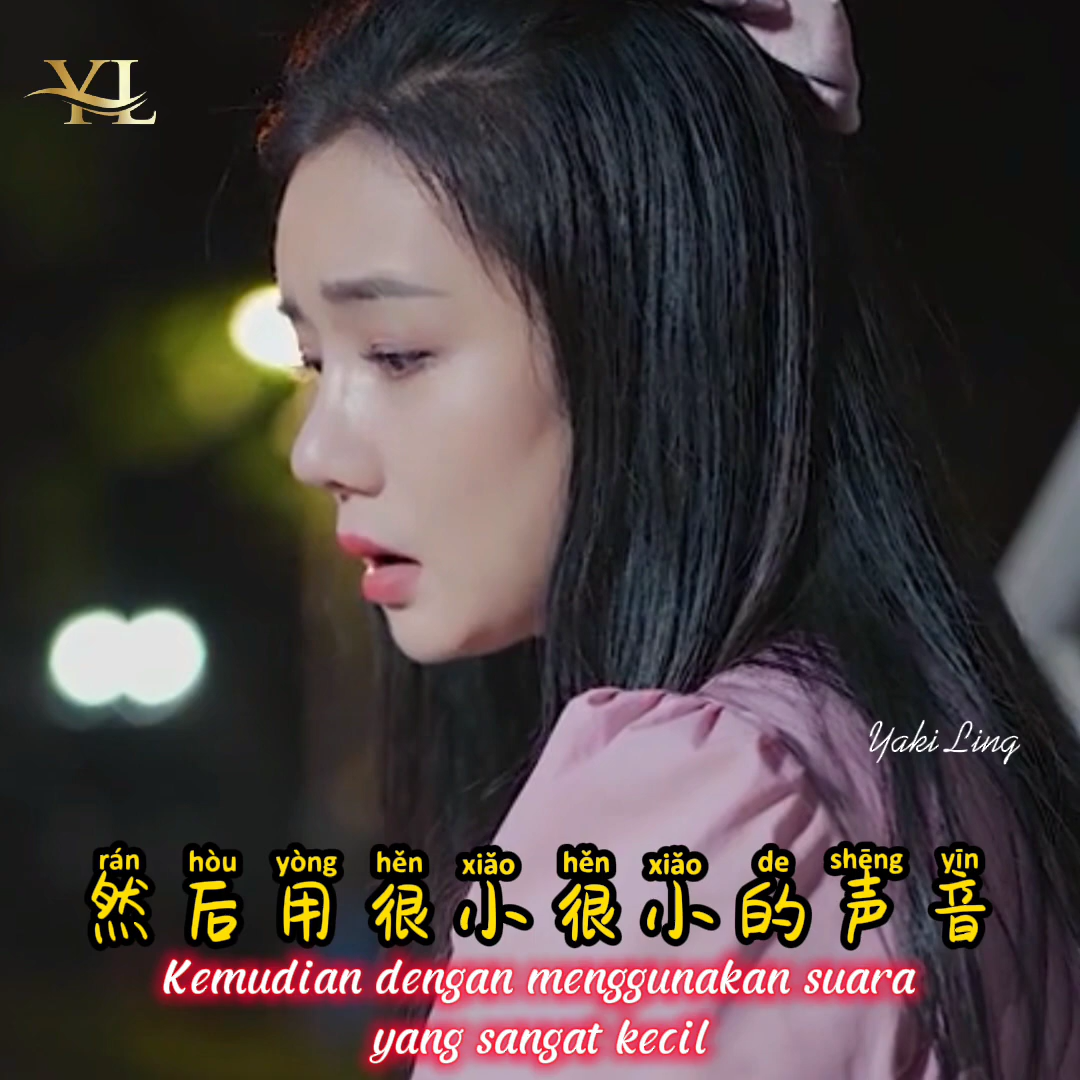 YL
Yaki Ling
rán hòu yòng hěn xiǎo hěn xiǎo de shēng yīn
然后用很小很小的声音
Kemudian dengan menggunakan suara
yang sangat kecil